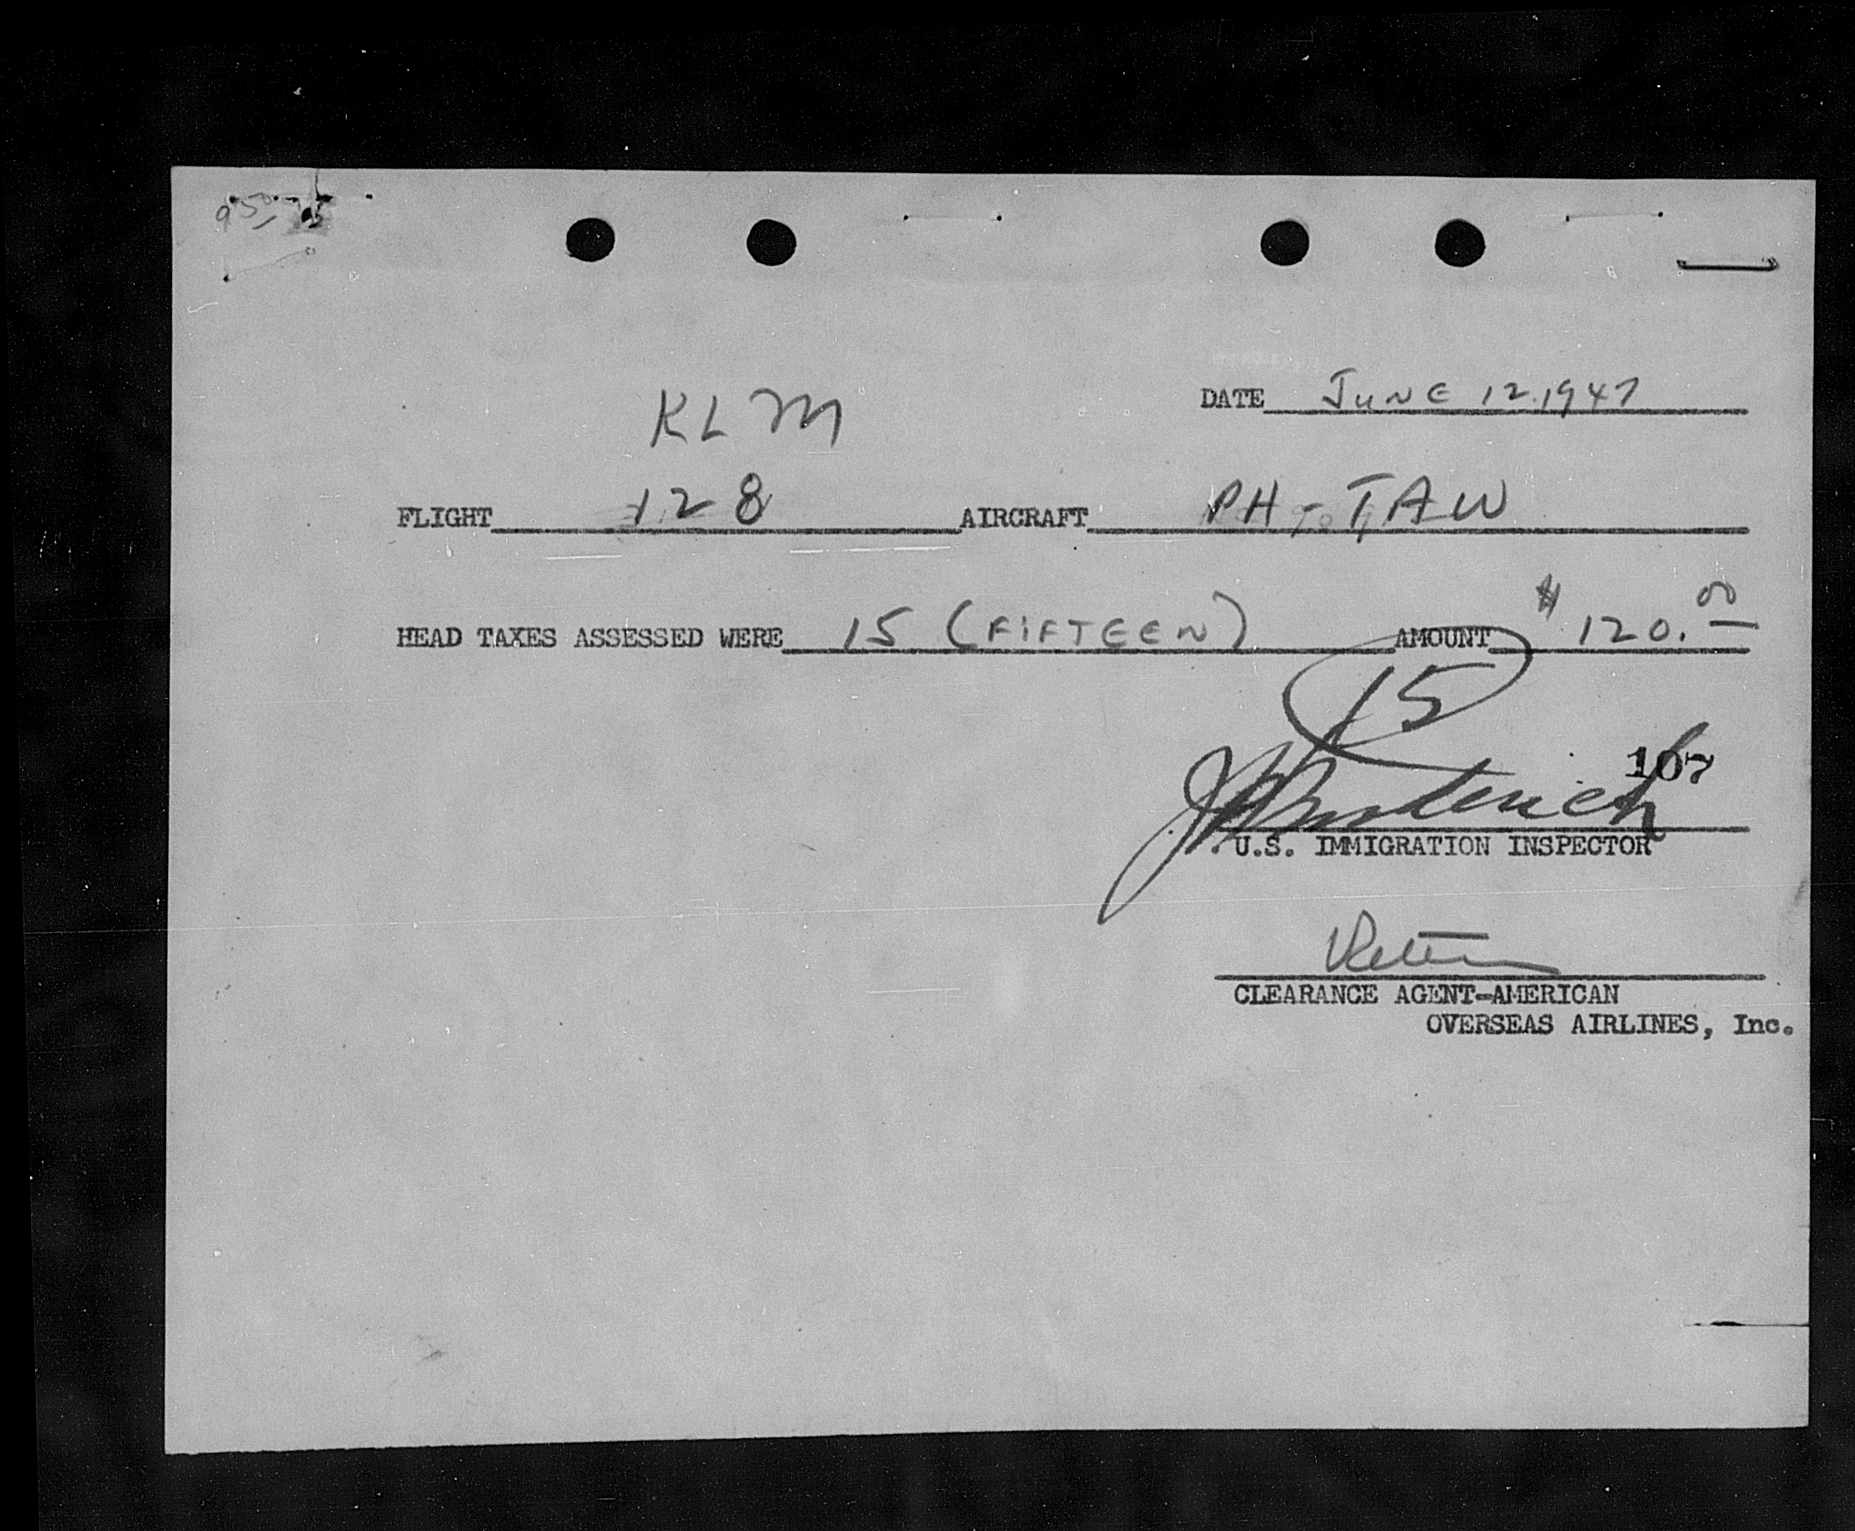 DATE JUNE 12.1947
KLM
FLIGHT 128 AIRCRAFT PH-TAW
HEAD TAXES ASSESSED WERE 15 (FIFTEEN) AMOUNT $ 120.00
15
107
U.S. IMMIGRATION INSPECTOR
CLEARANCE AGENT-AMERICAN
OVERSEAS AIRLINES, Inc.